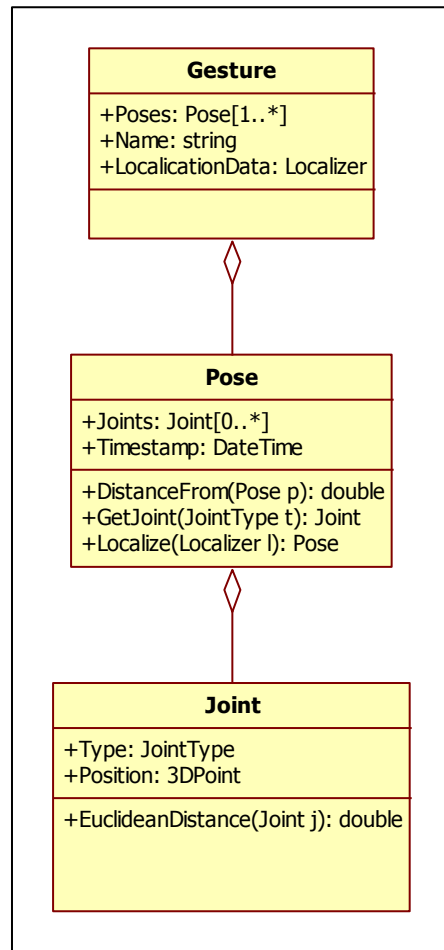 Gesture
+Poses: Pose[1..*]
+Name: string
+LocalicationData: Localizer
Pose
+Joints: Joint[0..*]
+Timestamp: DateTime
+DistanceFrom(Pose p): double
+GetJoint(JointType t): Joint
+Localize(Localizer l): Pose
Joint
+Type: JointType
+Position: 3DPoint
+EuclideanDistance(Joint j): double